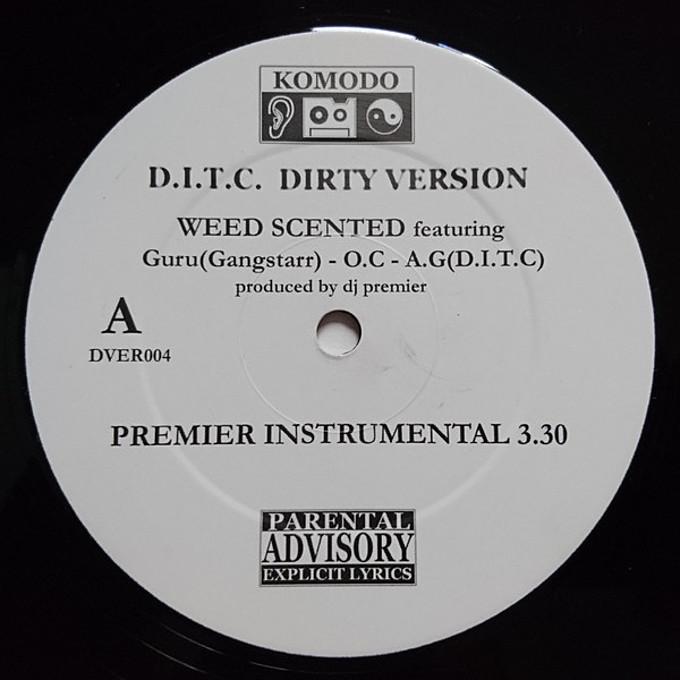 KOMODO
D.I.T.C. DIRTY VERSION
WEED SCENTED featuring
Guru(Gangstarr) - O.C - A.G(D.I.T.C)
produced by dj premier
A
DVER004
PREMIER INSTRUMENTAL 3.30
PARENTAL
ADVISORY
EXPLICIT LYRICS